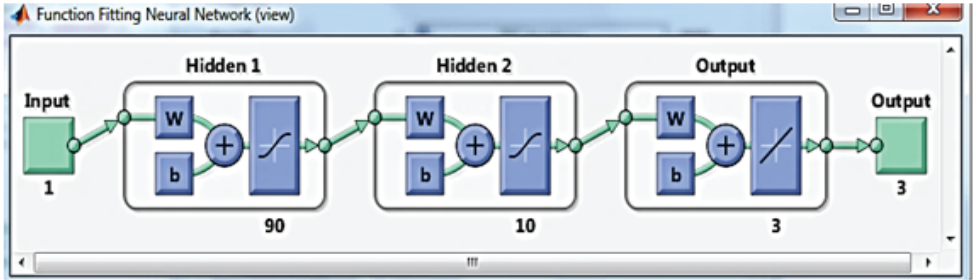 Function Fitting Neural Network (view)
Hidden 1
Hidden 2
Output
Input
Output
W
W
W
b
b
b
1
90
10
3
3